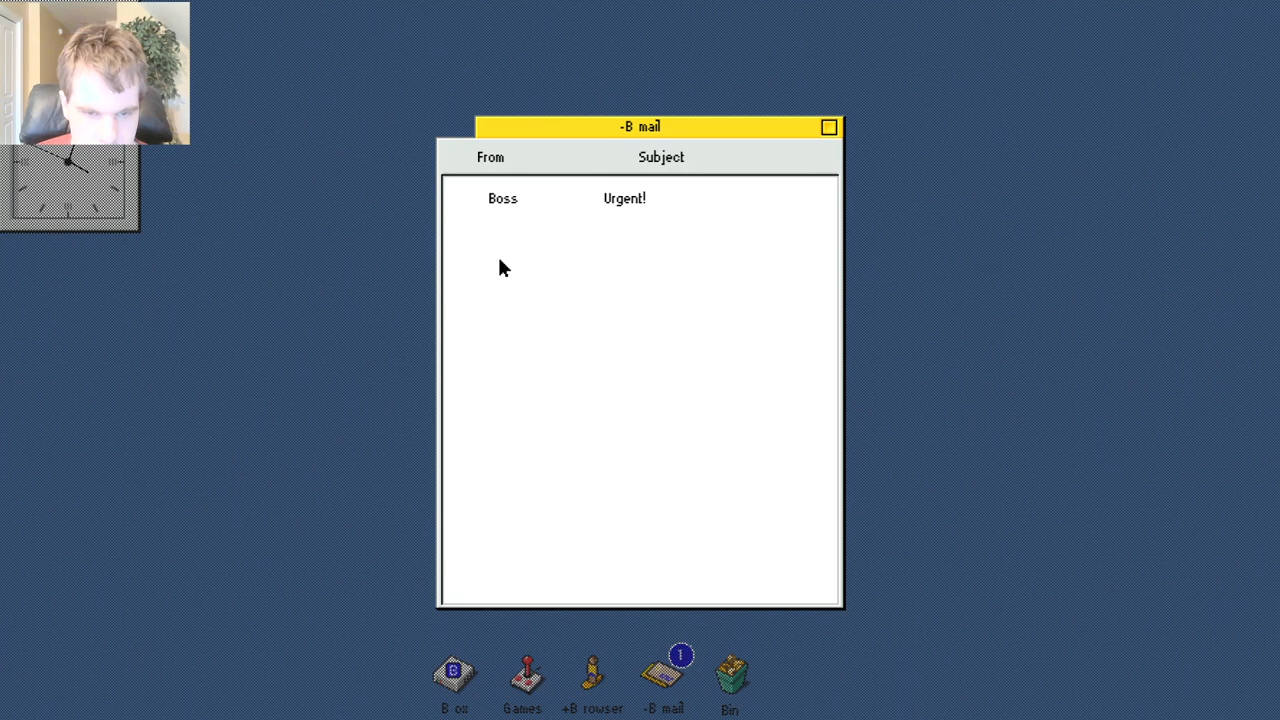 -B mail
From Subject
Boss Urgent!
1
B
B ox Games +B rowser -B mail Bin